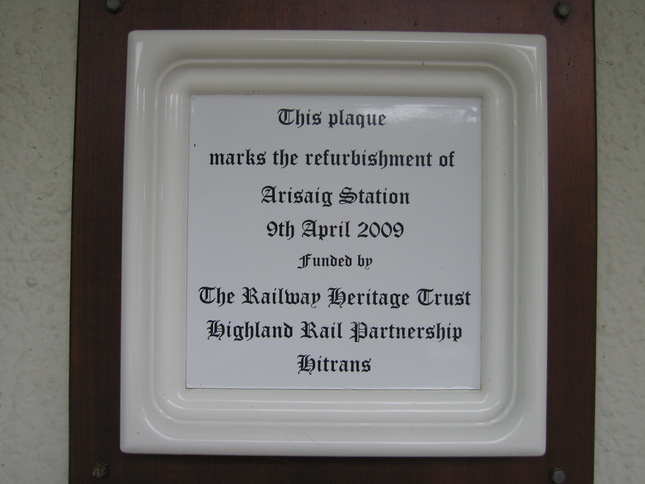 This plaque
marks the refurbishment of
Arisaig Station
9th April 2009
Funded by
The Railway Heritage Trust
Highland Rail Partnership
Hitrans